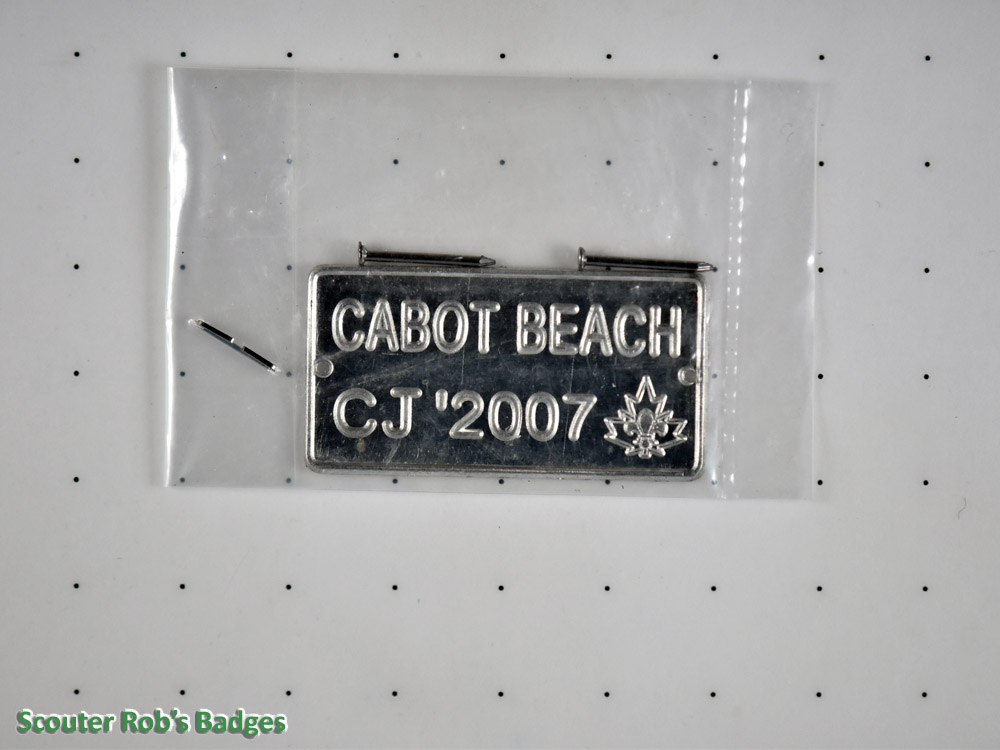 CABOT BEACH
CJ '2007
Scouter Rob's Badges